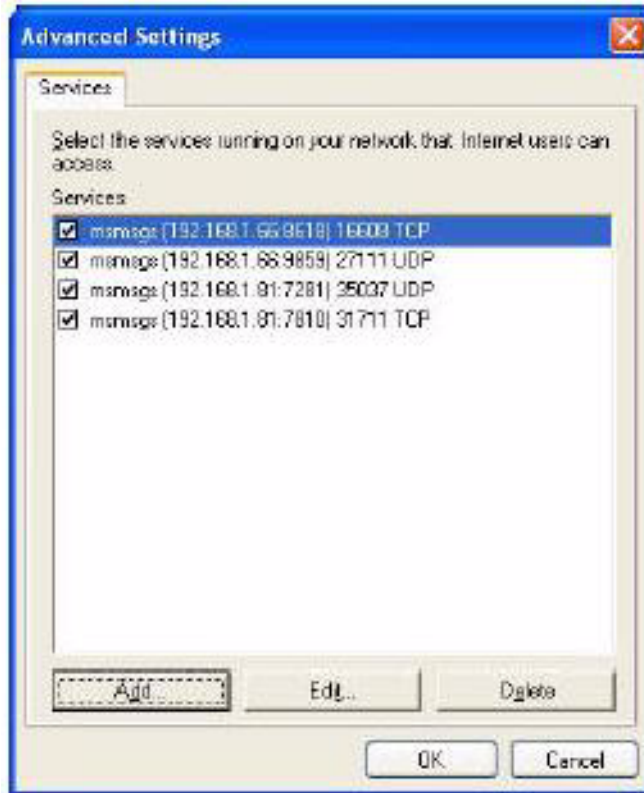 Advanced Settings
Services
Select the services running on your network that Internet users can
access.
Services
msmsgs (192.168.1.66:8618) 16608 TCP
msmsgs (192.168.1.66:9859) 27111 UDP
msmsgs (192.168.1.81:7281) 35037 UDP
msmsgs (192.168.1.81:7810) 31711 TCP
Add...
Edit...
Delete
OK
Cancel